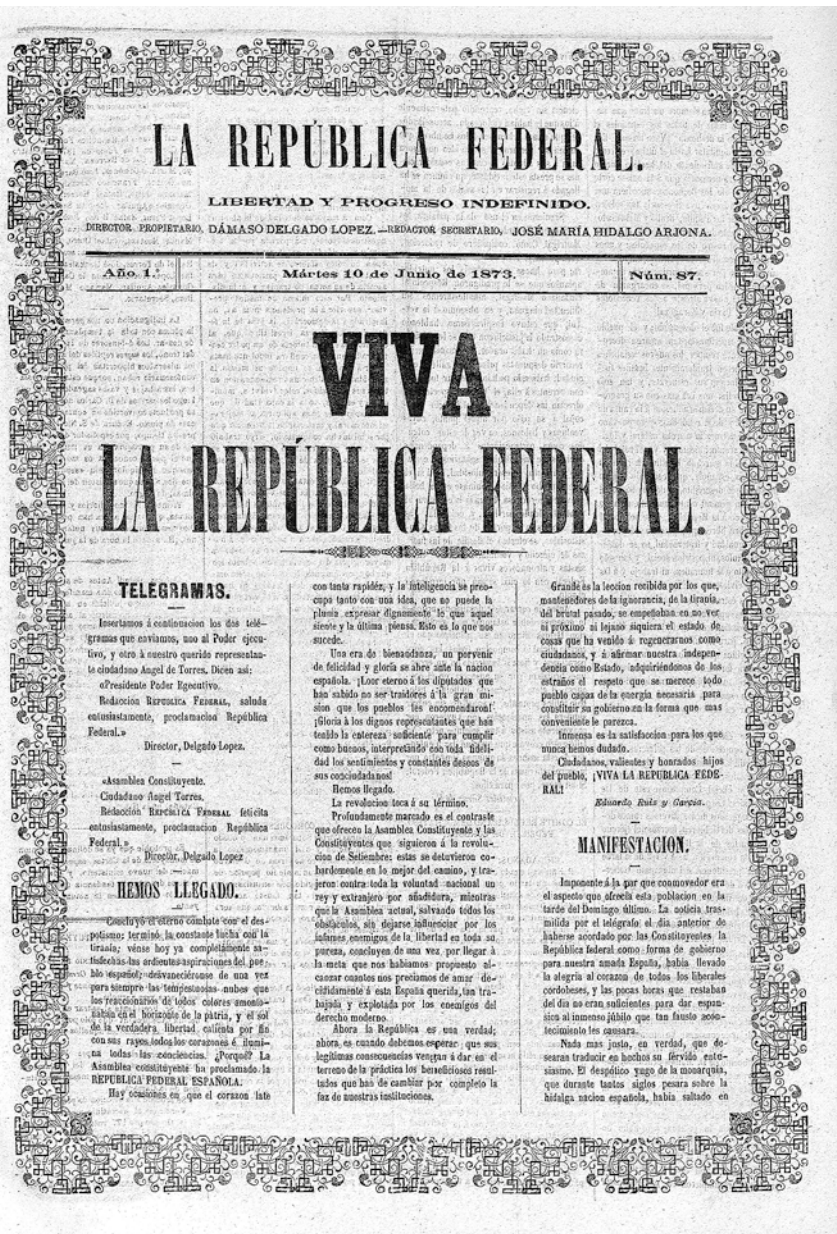 LA REPÚBLICA FEDERAL.
LIBERTAD Y PROGRESO INDEFINIDO.
DIRECTOR PROPIETARIO, DÁMASO DELGADO LOPEZ.—REDACTOR SECRETARIO, JOSÉ MARÍA HIDALGO ARJONA.
Año 1.
Mártes 10 de Junio de 1873.
Núm. 87.
VIVA
LA REPÚBLICA FEDERAL.
TELÉGRAMAS.
Insertamos á continuacion los dos telé-
gramas que enviamos, uno al Poder ejecu-
tivo, y otro á nuestro querido representan-
te ciudadano Angel de Torres. Dicen asi:
«Presidente Poder Egecutivo.
Redaccion REPÚBLICA FEDERAL, saluda
entusiastamente, proclamacion República
Federal.»
Director, Delgado Lopez.
«Asamblea Constituyente.
Ciudadano Angel Torres.
Redaccion REPÚBLICA FEDERAL felicita
entusiastamente, proclamacion República
Federal.»
Director, Delgado Lopez
HEMOS LLEGADO.
Concluyó el eterno combate con el des-
potismo; terminó la constante lucha con la
tiranía; vénse hoy ya completamente sa-
tisfechas las ardientes aspiraciones del pue
blo español; desvaneciéronse de una vez
para siempre las tempestuosas nubes que
los reaccionarios de todos colores amonto-
naban en el horizonte de la patria, y el sol
de la verdadera libertad calienta por fin
con sus rayos todos los corazones é ilumi-
na todas las conciencias. ¿Porqué? La
Asamblea constituyente ha proclamado la
REPÚBLICA FEDERAL ESPAÑOLA.
Hay ocasiones en que el corazon late
con tanta rapidéz, y la inteligencia se preo-
cupa tanto con una idea, que no puede la
pluma expresar dignamente lo que aquel
siente y la última piensa. Esto es lo que nos
sucede.
Una era de bienandanza, un porvenir
de felicidad y gloria se abre ante la nacion
española. ¡Loor eterno á los diputados que
han sabido no ser traidores á la gran mi-
sion que los pueblos les encomendaron!
¡Gloria á los dignos representantes que han
tenido la entereza suficiente para cumplir
como buenos, interpretando con toda fideli-
dad los sentimientos y constantes deseos de
sus conciudadanos!
Hemos llegado.
La revolucion toca á su término.
Profundamente marcado es el contraste
que ofrecen la Asamblea Constituyente y las
Constituyentes que siguieron á la revolu-
cion de Setiembre: estas se detuvieron co-
bardemente en lo mejor del camino, y tra-
jeron contra toda la voluntad nacional un
rey y extranjero por añadidura, mientras
que la Asamblea actual, salvando todos los
obstáculos, sin dejarse influenciar por los
infames enemigos de la libertad en toda su
pureza, concluyen de una vez por llegar á
la meta que nos habiamos propuesto al-
canzar cuantos nos preciamos de amar de-
cididamente á esta España querida, tan tra-
bajada y explotada por los enemigos del
derecho moderno.
Ahora la República es una verdad;
ahora es cuando debemos esperar que sus
legítimas consecuencias vengan á dar en el
terreno de la práctica los beneficiosos resul-
tados que han de cambiar por completo la
faz de nuestras instituciones.
Grande es la leccion recibida por los que,
mantenedores de la ignorancia, de la tiranía,
del brutal pasado, se empeñaban en no ver
ni próximo ni lejano siquiera el estado de
cosas que ha venido á regenerarnos como
ciudadanos, y á afirmar nuestra indepen-
dencia como Estado, adquiriéndonos de los
estraños el respeto que se merece todo
pueblo capaz de la energía necesaria para
constituir su gobierno en la forma que mas
conveniente le parezca.
Inmensa es la satisfaccion para los que
nunca hemos dudado.
Ciudadanos, valientes y honrados hijos
del pueblo, ¡VIVA LA REPÚBLICA FEDE-
RAL!
Eduardo Ruiz y Garcia.
MANIFESTACION.
Imponente á la par que conmovedor era
el aspecto que ofrecía esta poblacion en la
tarde del Domingo último. La noticia tras-
mitida por el telégrafo el dia anterior de
haberse acordado por las Constituyentes la
República federal como forma de gobierno
para nuestra amada España, habia llevado
la alegria al corazon de todos los liberales
cordobeses, y las pocas horas que restaban
del dia no eran suficientes para dar espan-
sion al inmenso júbilo que tan fausto acon-
tecimiento les causara.
Nada mas justo, en verdad, que de-
searan traducir en hechos su férvido entu-
siasmo. El despótico yugo de la monarquia,
que durante tantos siglos pesara sobre la
hidalga nacion española, habia saltado en